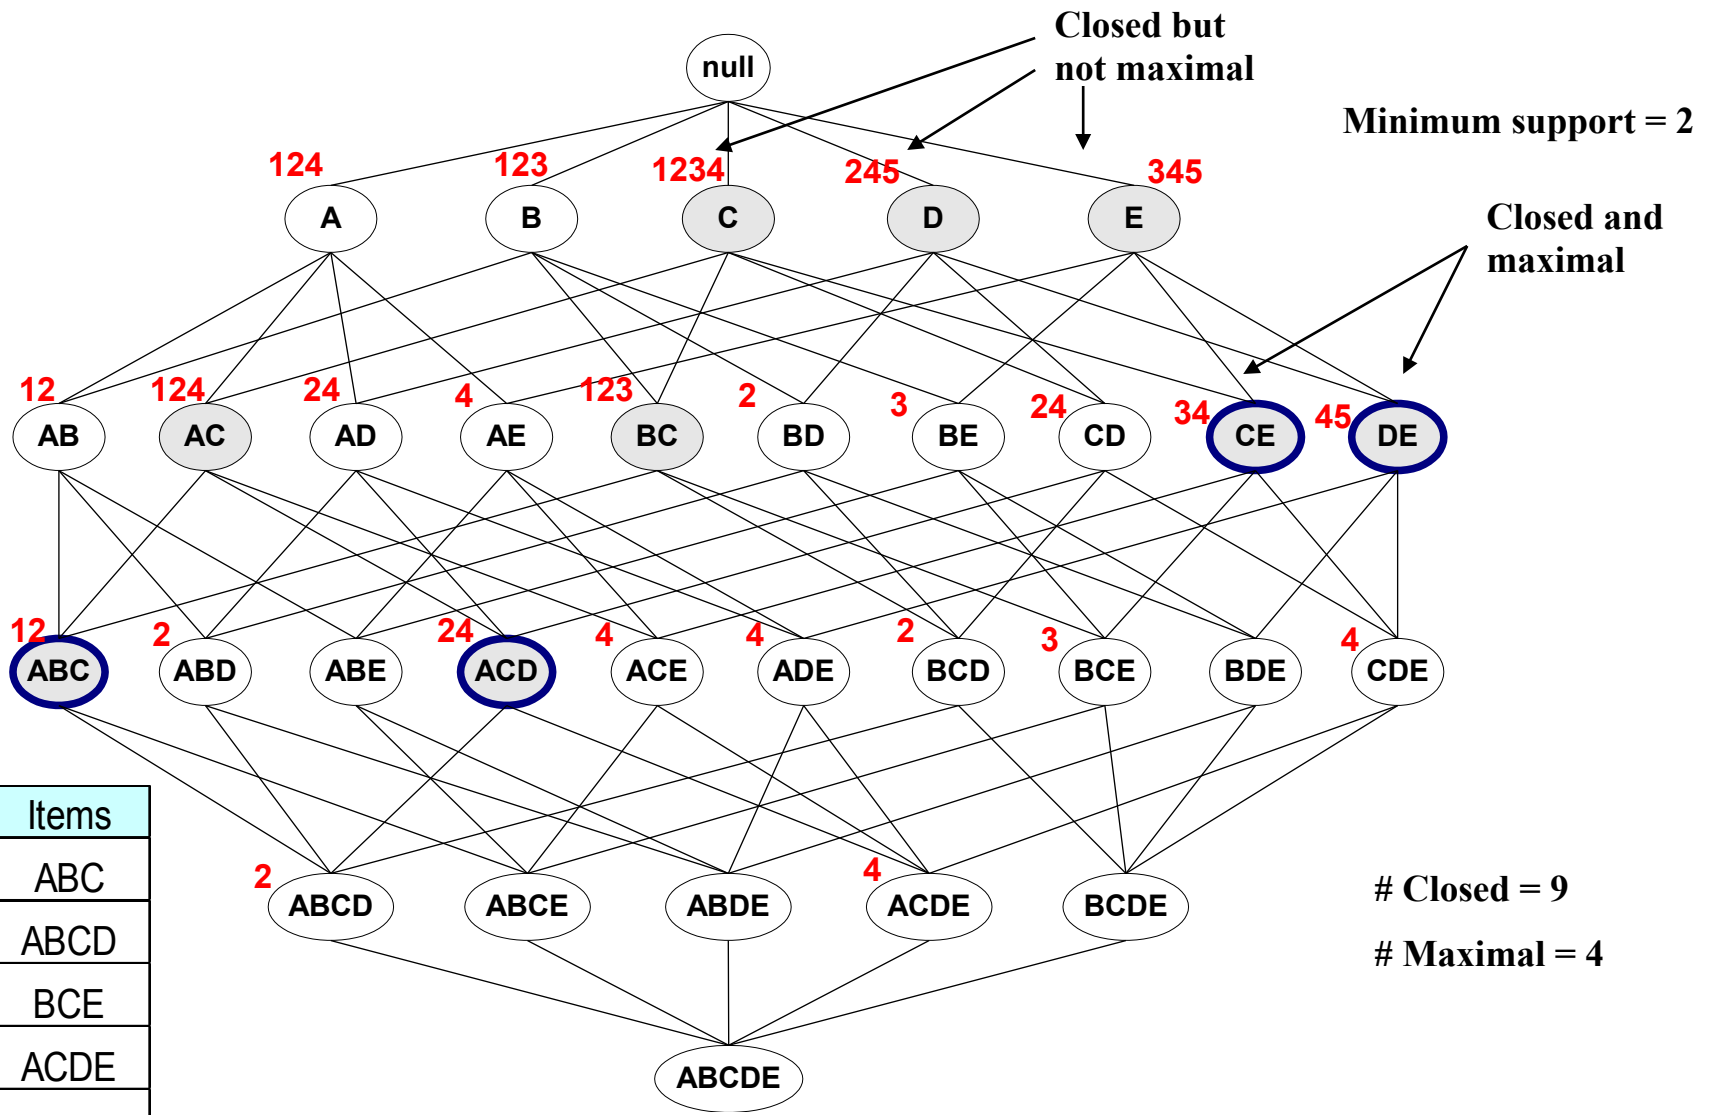 Closed but
not maximal
null
Minimum support = 2
124
123
1234
245
345
A
B
C
D
E
Closed and
maximal
12
124
24
4
123
2
3
24
34
45
AB
AC
AD
AE
BC
BD
BE
CD
CE
DE
12
2
24
4
4
2
3
4
ABC
ABD
ABE
ACD
ACE
ADE
BCD
BCE
BDE
CDE
Items
ABC
ABCD
BCE
ACDE
2
4
ABCD
ABCE
ABDE
ACDE
BCDE
# Closed = 9
# Maximal = 4
ABCDE